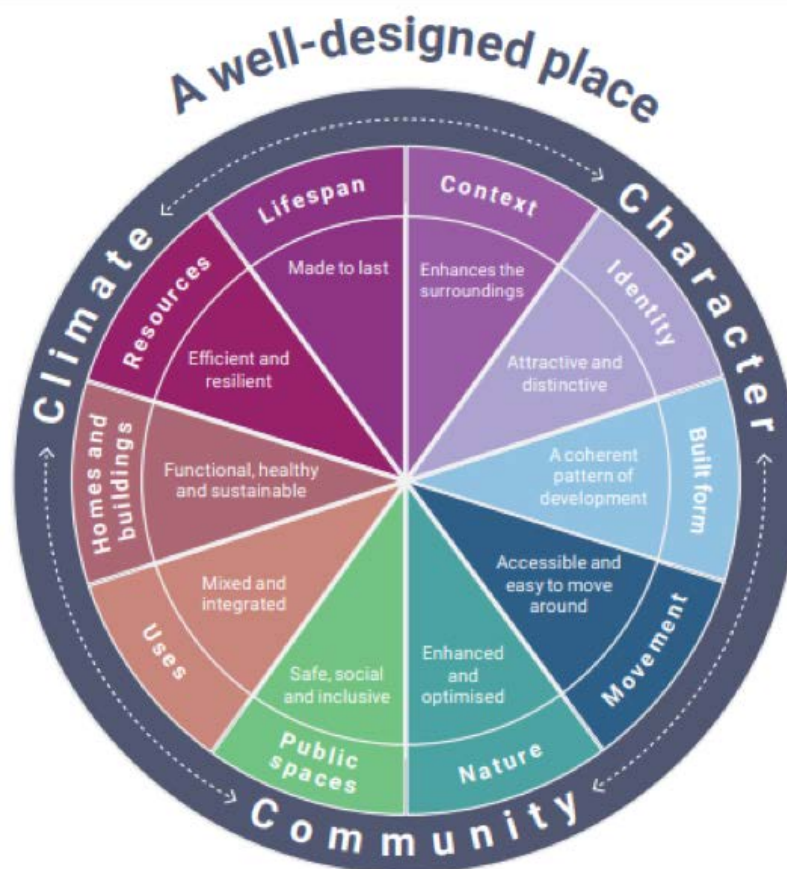 A well-designed place
Climate
Character
Community
Context
Enhances the
surroundings
Identity
Attractive and
distinctive
Built form
A coherent
pattern of
development
Movement
Accessible and
easy to move
around
Nature
Enhanced
and
optimised
Public
spaces
Safe, social
and inclusive
Uses
Mixed and
integrated
Homes and
buildings
Functional, healthy
and sustainable
Resources
Efficient and
resilient
Lifespan
Made to last